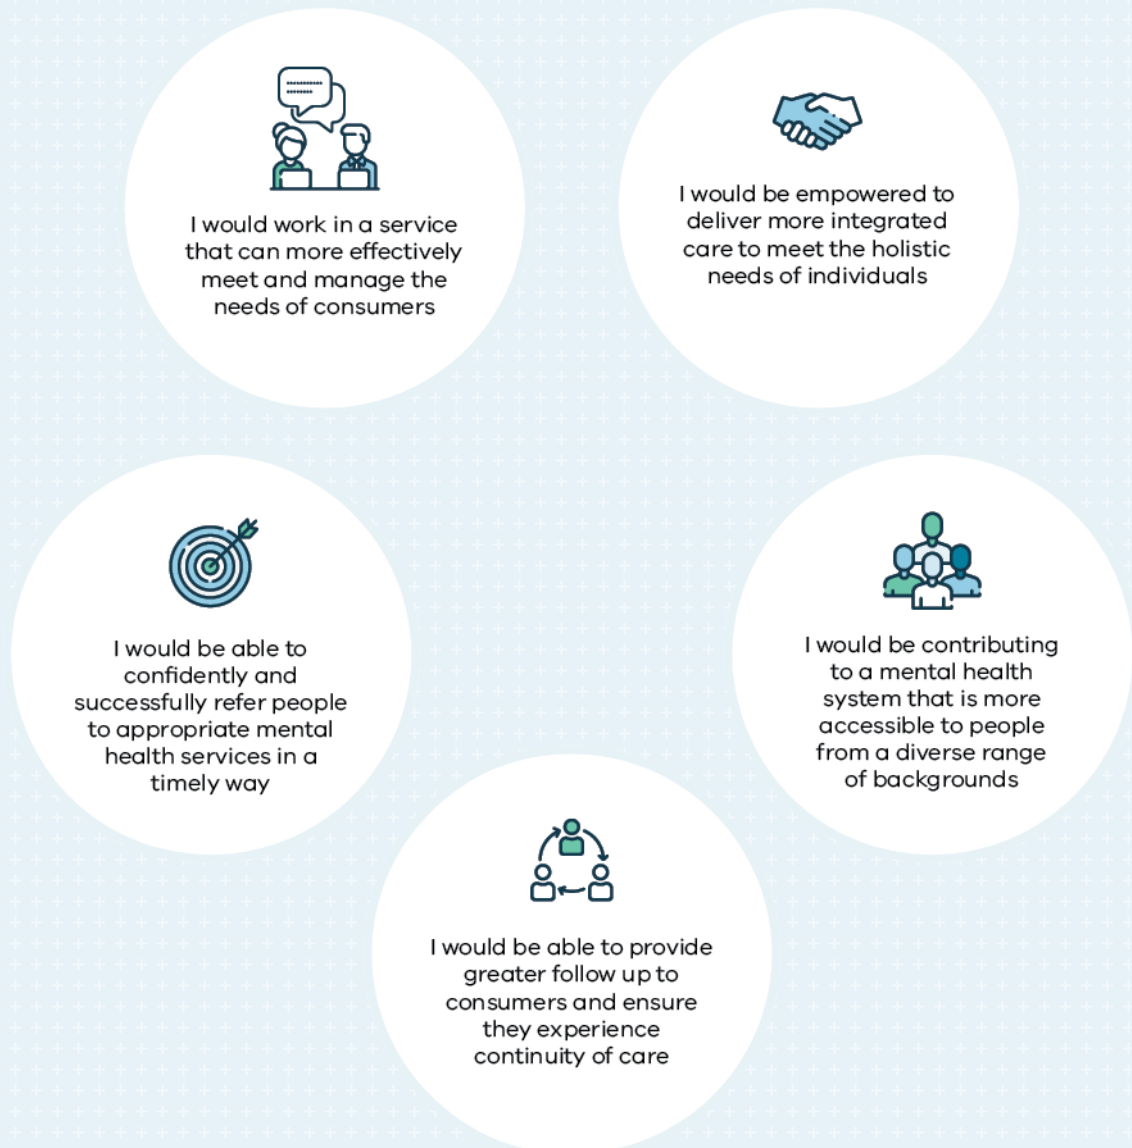 I would work in a service
that can more effectively
meet and manage the
needs of consumers
I would be empowered to
deliver more integrated
care to meet the holistic
needs of individuals
I would be able to
confidently and
successfully refer people
to appropriate mental
health services in a
timely way
I would be contributing
to a mental health
system that is more
accessible to people
from a diverse range
of backgrounds
I would be able to provide
greater follow up to
consumers and ensure
they experience
continuity of care